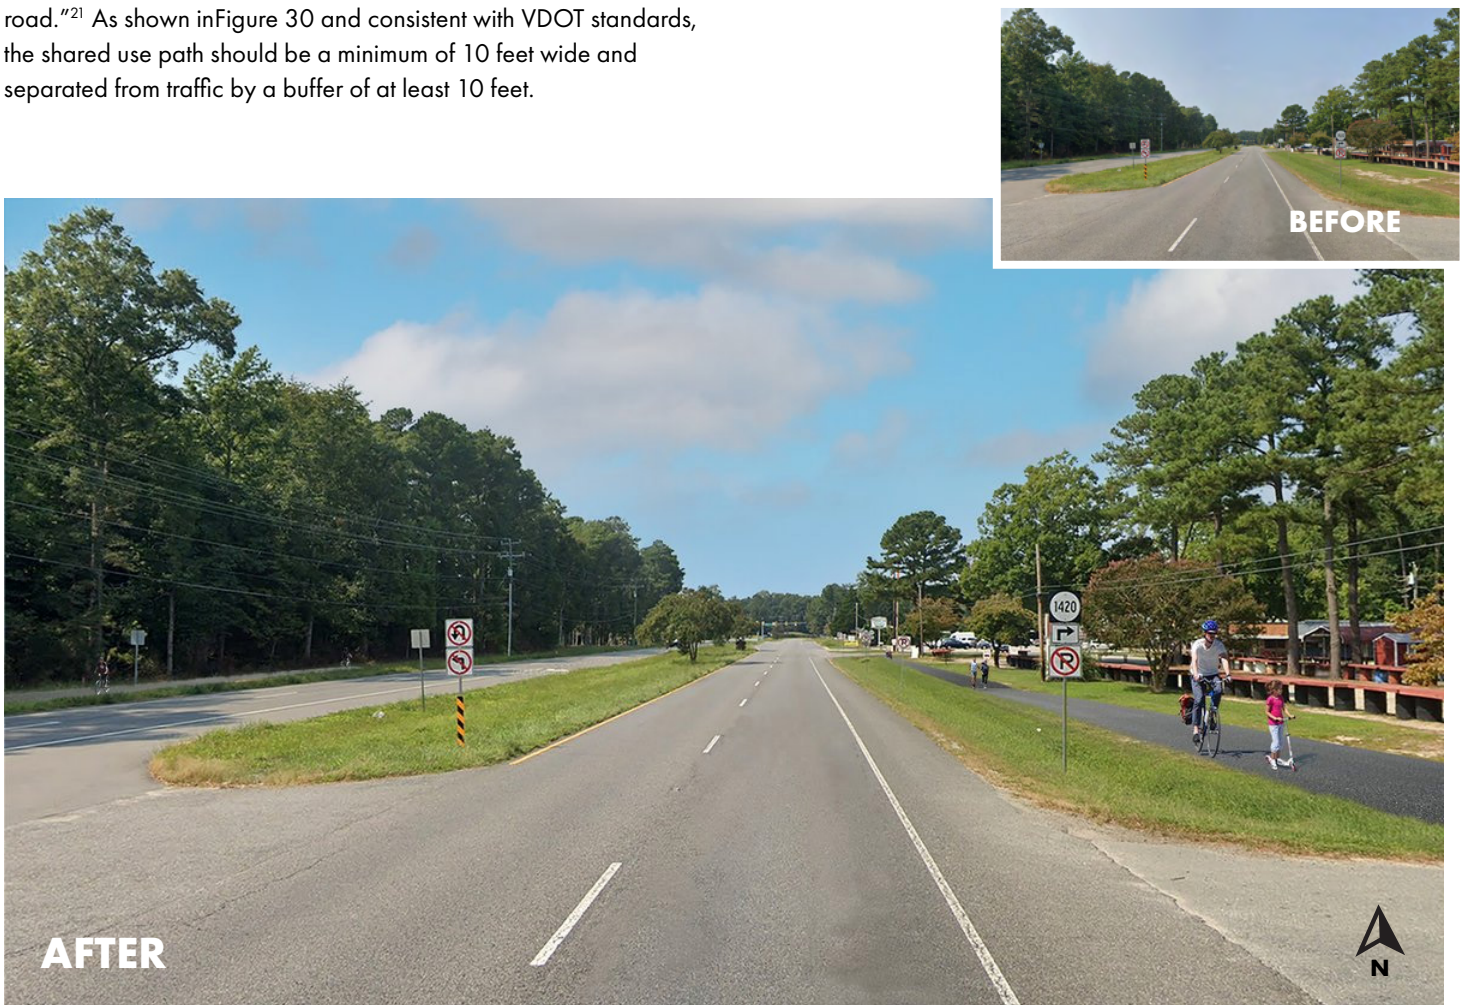 road.”21 As shown inFigure 30 and consistent with VDOT standards,
the shared use path should be a minimum of 10 feet wide and
separated from traffic by a buffer of at least 10 feet.
BEFORE
1420
P
AFTER
N